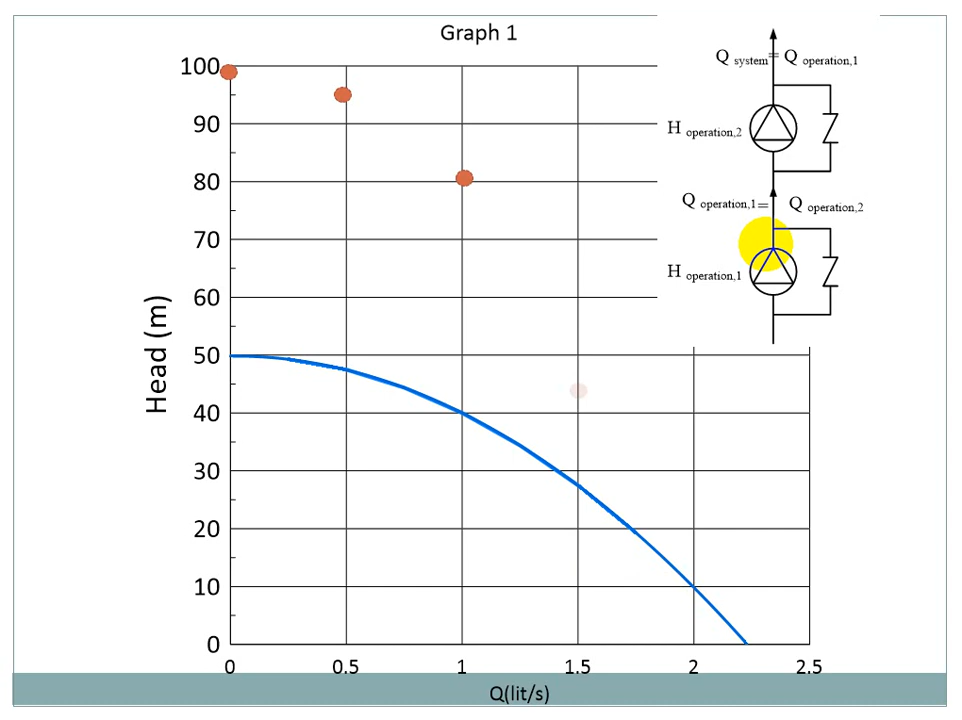 Graph 1
Q system = Q operation,1
H operation,2
Q operation,1= Q operation,2
H operation,1
100
90
80
70
60
50
40
30
20
10
0
Head (m)
0 0.5 1 1.5 2 2.5
Q(lit/s)